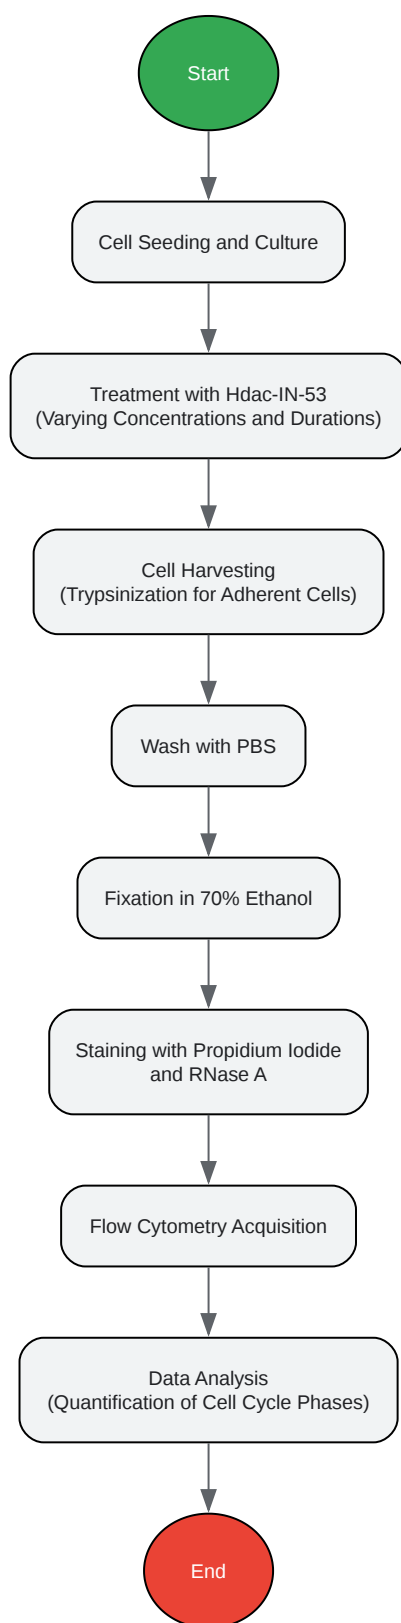 Start
Cell Seeding and Culture
Treatment with Hdac-IN-53
(Varying Concentrations and Durations)
Cell Harvesting
(Trypsinization for Adherent Cells)
Wash with PBS
Fixation in 70% Ethanol
Staining with Propidium Iodide
and RNase A
Flow Cytometry Acquisition
Data Analysis
(Quantification of Cell Cycle Phases)
End